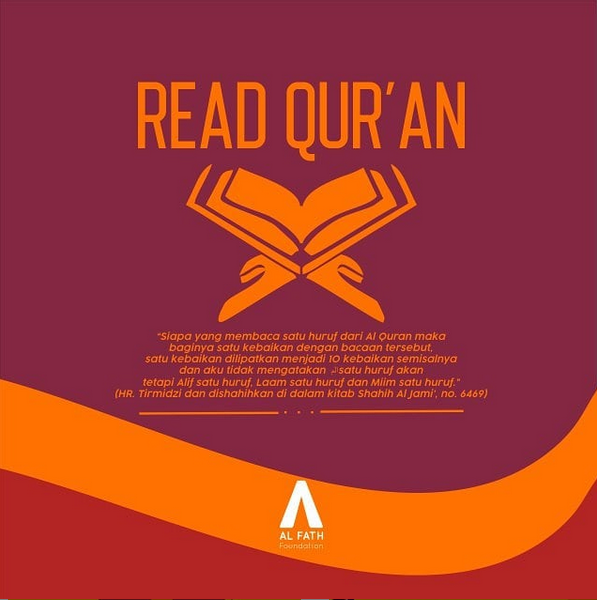 READ QUR'AN
"Siapa yang membaca satu huruf dari Al Quran maka
baginya satu kebaikan dengan bacaan tersebut,
satu kebaikan dilipatkan menjadi 10 kebaikan semisalnya
dan aku tidak mengatakan satu huruf akan
tetapi Alif satu huruf, Laam satu huruf dan Miim satu huruf."
(HR. Tirmidzi dan dishahihkan di dalam kitab Shahih Al Jami', no. 6469)
AL FATH
Foundation